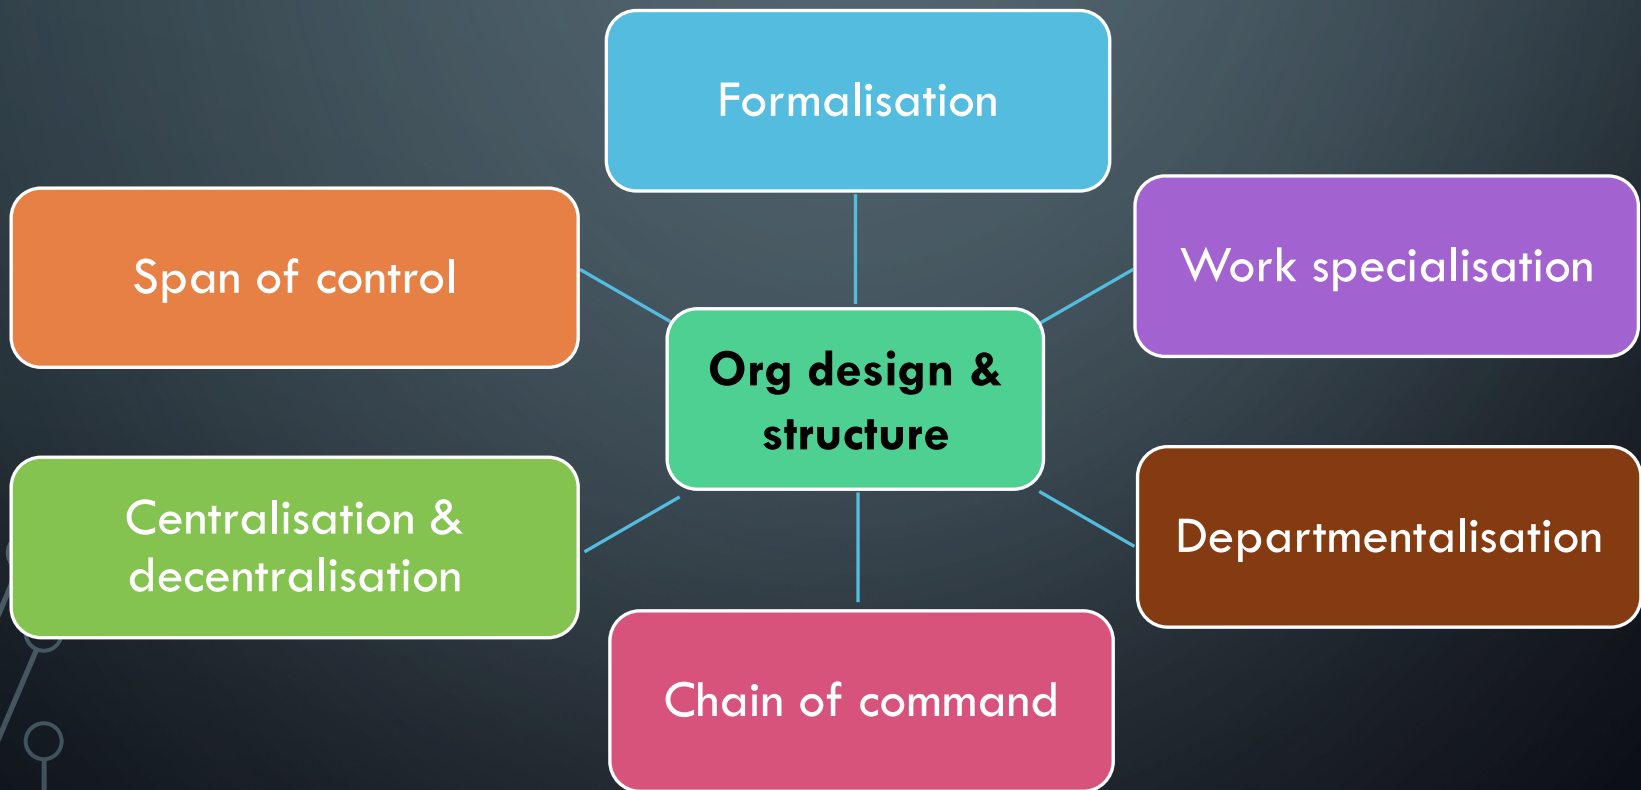 Formalisation
Span of control
Work specialisation
Org design &
structure
Centralisation &
decentralisation
Departmentalisation
Chain of command